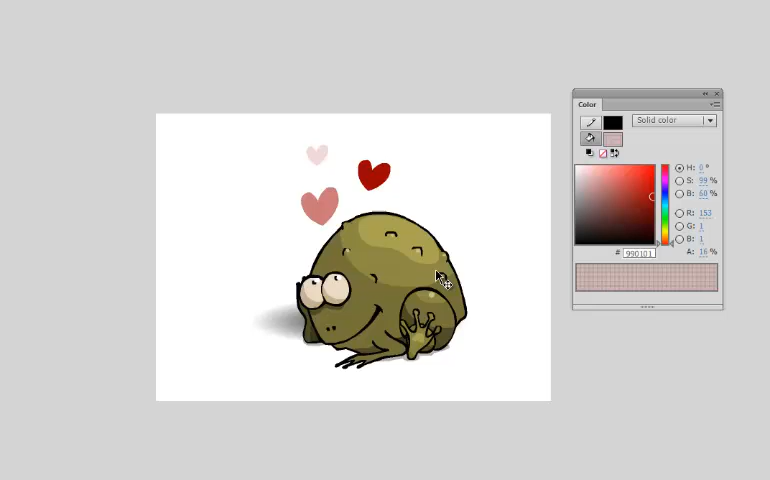 Color
Solid color
H: 0 °
S: 99 %
B: 60 %
R: 153
G: 1
B: 1
# 990101
A: 16 %